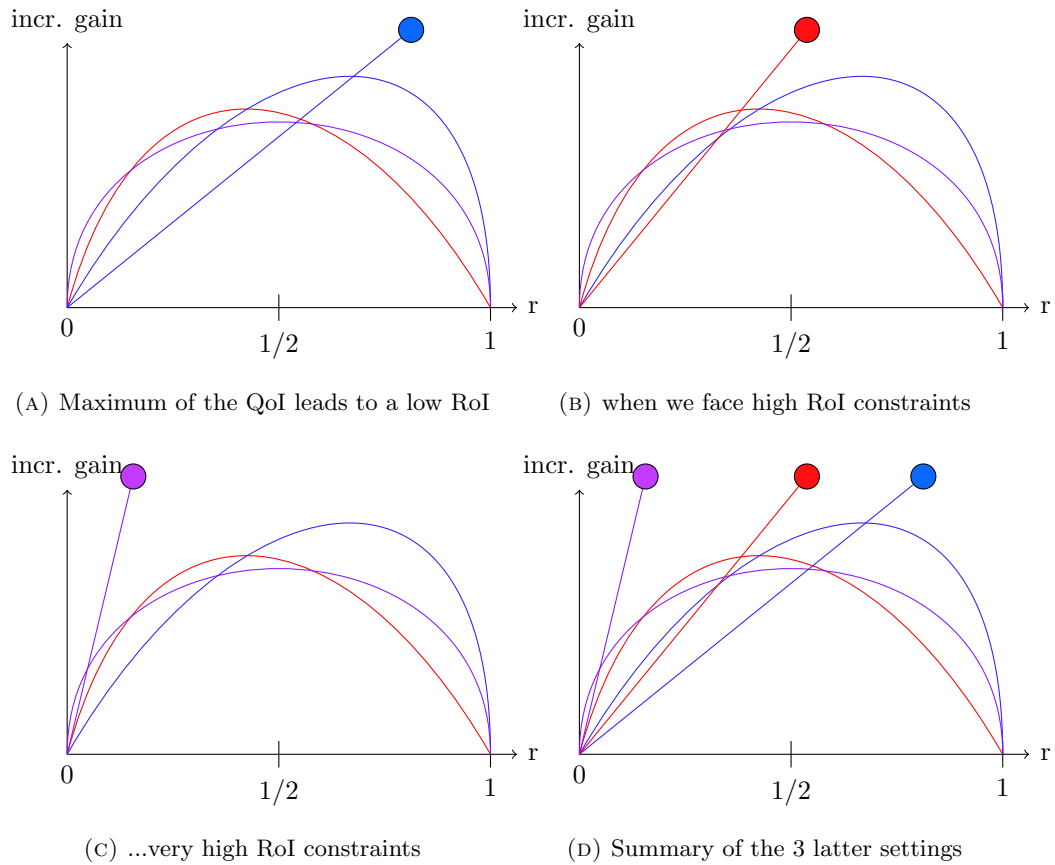 incr. gain
r
0
1/2
1
(A) Maximum of the QoI leads to a low RoI
incr. gain
r
0
1/2
1
(B) when we face high RoI constraints
incr. gain
r
0
1/2
1
(C) ...very high RoI constraints
incr. gain
r
0
1/2
1
(D) Summary of the 3 latter settings